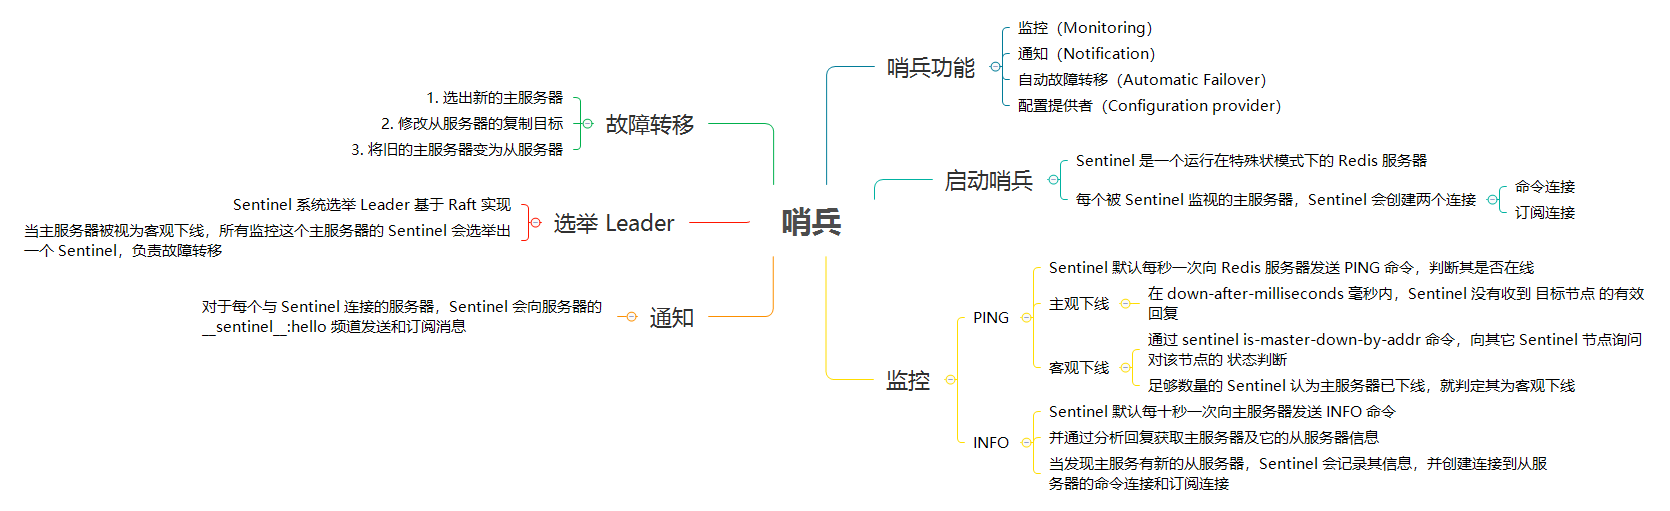 哨兵
哨兵功能
监控（Monitoring）
通知（Notification）
自动故障转移（Automatic Failover）
配置提供者（Configuration provider）
启动哨兵
Sentinel 是一个运行在特殊状模式下的 Redis 服务器
每个被 Sentinel 监视的主服务器，Sentinel 会创建两个连接
命令连接
订阅连接
监控
PING
Sentinel 默认每秒一次向 Redis 服务器发送 PING 命令，判断其是否在线
主观下线
在 down-after-milliseconds 毫秒内，Sentinel 没有收到 目标节点 的有效
回复
客观下线
通过 sentinel is-master-down-by-addr 命令，向其它 Sentinel 节点询问
对该节点的 状态判断
足够数量的 Sentinel 认为主服务器已下线，就判定其为客观下线
INFO
Sentinel 默认每十秒一次向主服务器发送 INFO 命令
并通过分析回复获取主服务器及它的从服务器信息
当发现主服务有新的从服务器，Sentinel 会记录其信息，并创建连接到从服
务器的命令连接和订阅连接
故障转移
1. 选出新的主服务器
2. 修改从服务器的复制目标
3. 将旧的主服务器变为从服务器
选举 Leader
Sentinel 系统选举 Leader 基于 Raft 实现
当主服务器被视为客观下线，所有监控这个主服务器的 Sentinel 会选举出
一个 Sentinel，负责故障转移
通知
对于每个与 Sentinel 连接的服务器，Sentinel 会向服务器的
__sentinel__:hello 频道发送和订阅消息